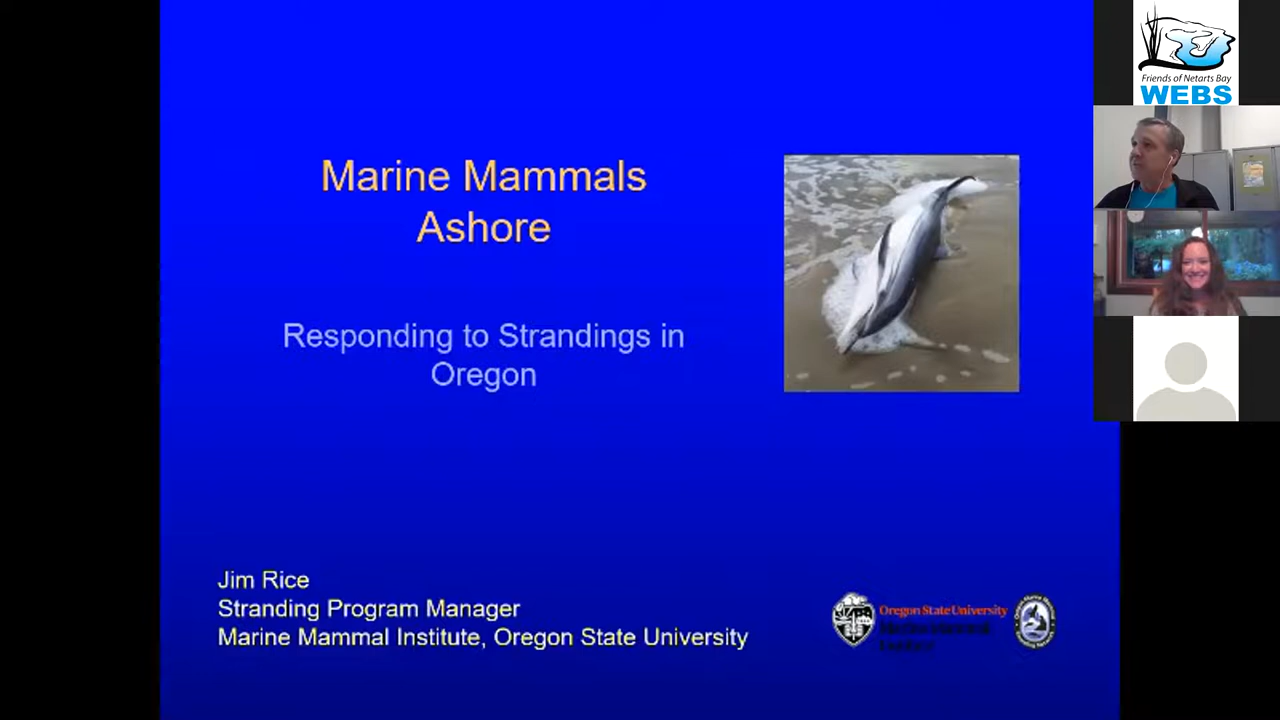 Marine Mammals
Ashore
Responding to Strandings in
Oregon
Jim Rice
Stranding Program Manager
Marine Mammal Institute, Oregon State University
Oregon State University
Friends of Netarts Bay
WEBS